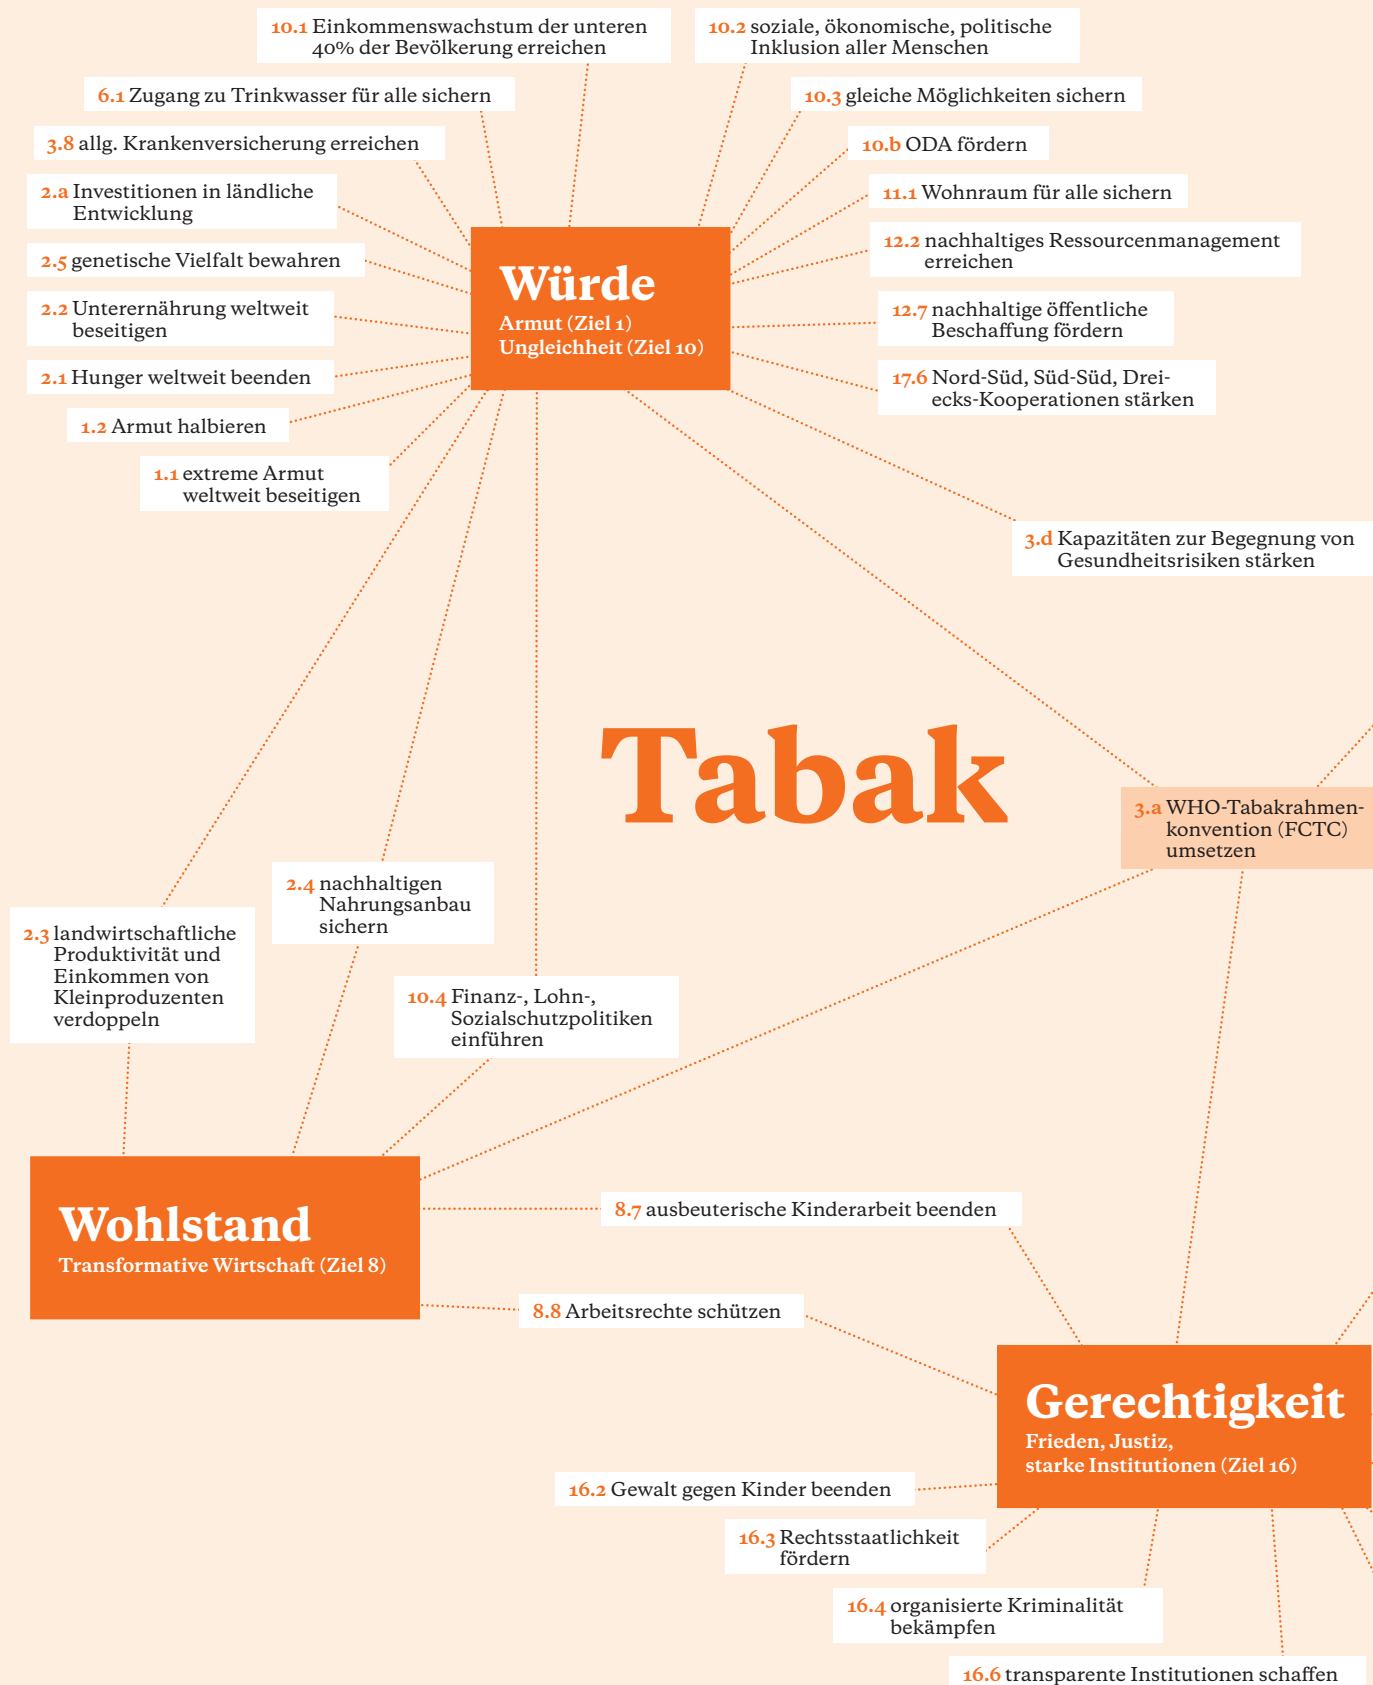 10.1 Einkommenswachstum der unteren
40% der Bevölkerung erreichen
10.2 soziale, ökonomische, politische
Inklusion aller Menschen
6.1 Zugang zu Trinkwasser für alle sichern
10.3 gleiche Möglichkeiten sichern
3.8 allg. Krankenversicherung erreichen
10.b ODA fördern
2.a Investitionen in ländliche
Entwicklung
11.1 Wohnraum für alle sichern
2.5 genetische Vielfalt bewahren
12.2 nachhaltiges Ressourcenmanagement
erreichen
Würde
Armut (Ziel 1)
Ungleichheit (Ziel 10)
2.2 Unterernährung weltweit
beseitigen
12.7 nachhaltige öffentliche
Beschaffung fördern
2.1 Hunger weltweit beenden
17.6 Nord-Süd, Süd-Süd, Drei-
ecks-Kooperationen stärken
1.2 Armut halbieren
1.1 extreme Armut
weltweit beseitigen
3.d Kapazitäten zur Begegnung von
Gesundheitsrisiken stärken
Tabak
3.a WHO-Tabakrahmen-
konvention (FCTC)
umsetzen
2.4 nachhaltigen
Nahrungsanbau
sichern
2.3 landwirtschaftliche
Produktivität und
Einkommen von
Kleinproduzenten
verdoppeln
10.4 Finanz-, Lohn-,
Sozialschutzpolitiken
einführen
Wohlstand
Transformative Wirtschaft (Ziel 8)
8.7 ausbeuterische Kinderarbeit beenden
8.8 Arbeitsrechte schützen
Gerechtigkeit
Frieden, Justiz,
starke Institutionen (Ziel 16)
16.2 Gewalt gegen Kinder beenden
16.3 Rechtsstaatlichkeit
fördern
16.4 organisierte Kriminalität
bekämpfen
16.6 transparente Institutionen schaffen